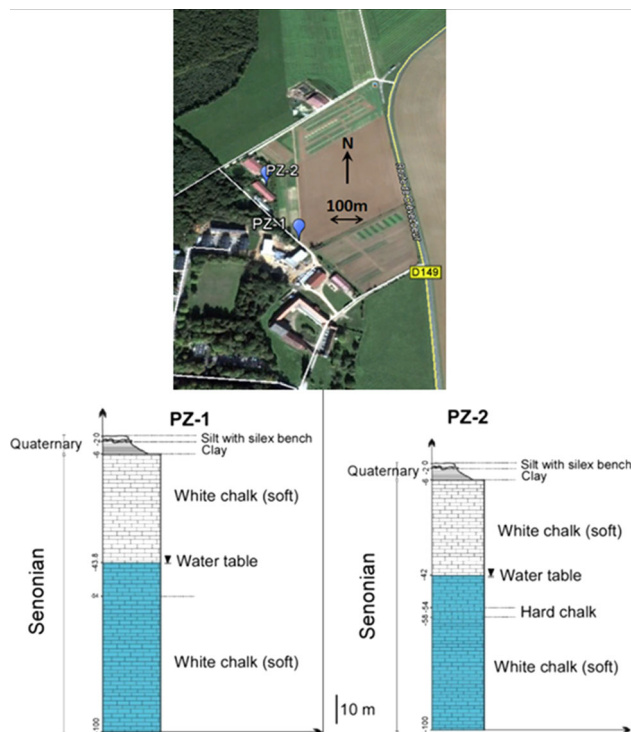 PZ-2
N
100m
PZ-1
D149
PZ-1
Quaternary
-2.0
-6
Silt with silex bench
Clay
White chalk (soft)
-43.8
Water table
Senonian
White chalk (soft)
-100
10 m
PZ-2
Quaternary
-2.0
-6
Silt with silex bench
Clay
White chalk (soft)
-42
Water table
-54
Hard chalk
-58
Senonian
White chalk (soft)
-100